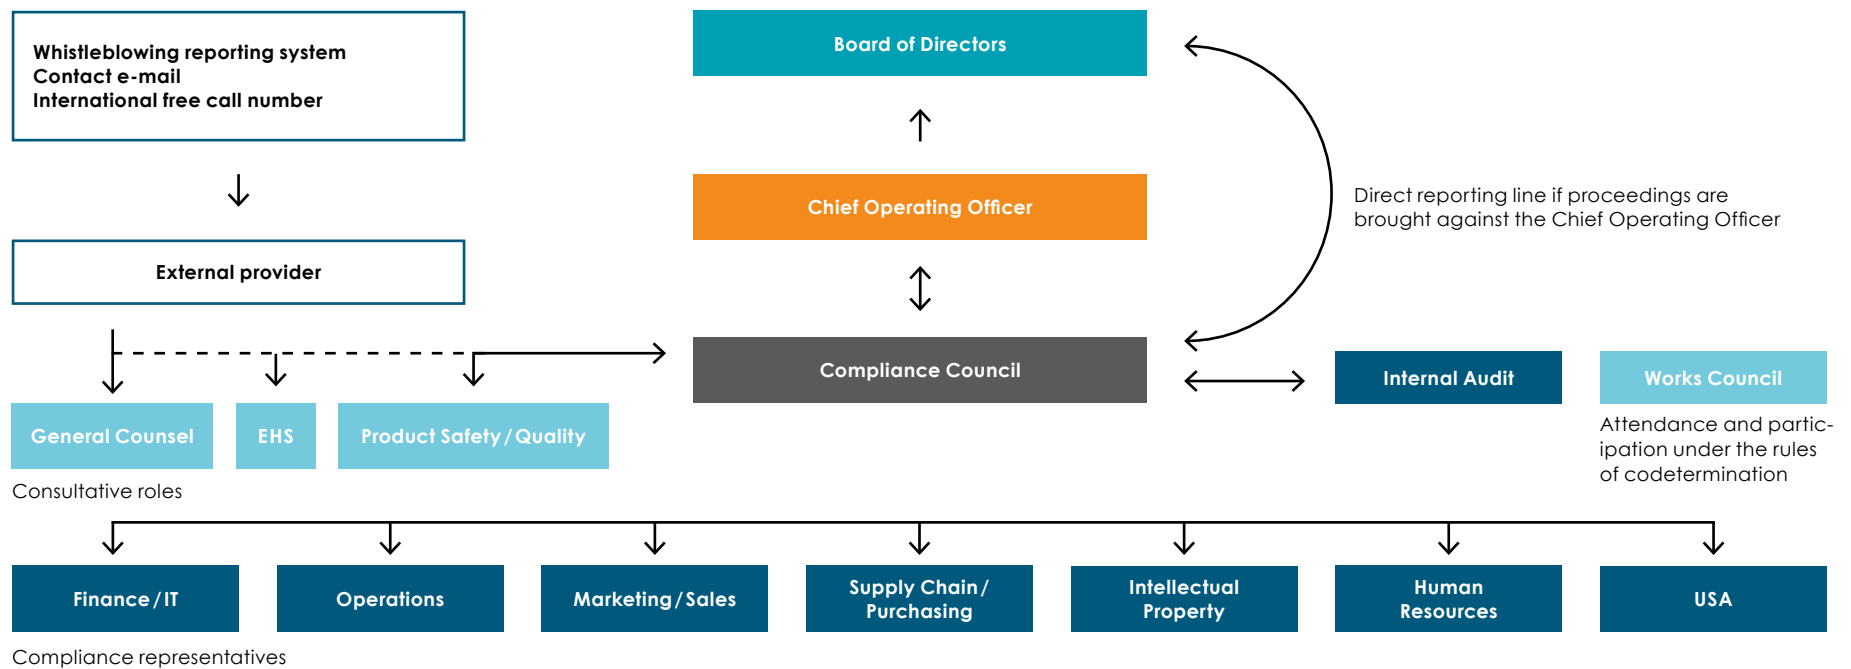 Whistleblowing reporting system
Contact e-mail
International free call number
Board of Directors
Chief Operating Officer
Direct reporting line if proceedings are
brought against the Chief Operating Officer
External provider
Compliance Council
Internal Audit
Works Council
Attendance and partic-
ipation under the rules
of codetermination
General Counsel
EHS
Product Safety / Quality
Consultative roles
Finance / IT
Operations
Marketing / Sales
Supply Chain /
Purchasing
Intellectual
Property
Human
Resources
USA
Compliance representatives